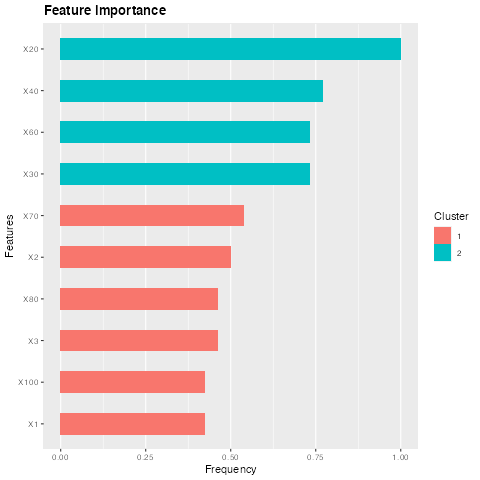 Feature Importance
X20
X40
X60
X30
X70
X2
X80
X3
X100
X1
Features
0.00 0.25 0.50 0.75 1.00
Frequency
Cluster
1
2